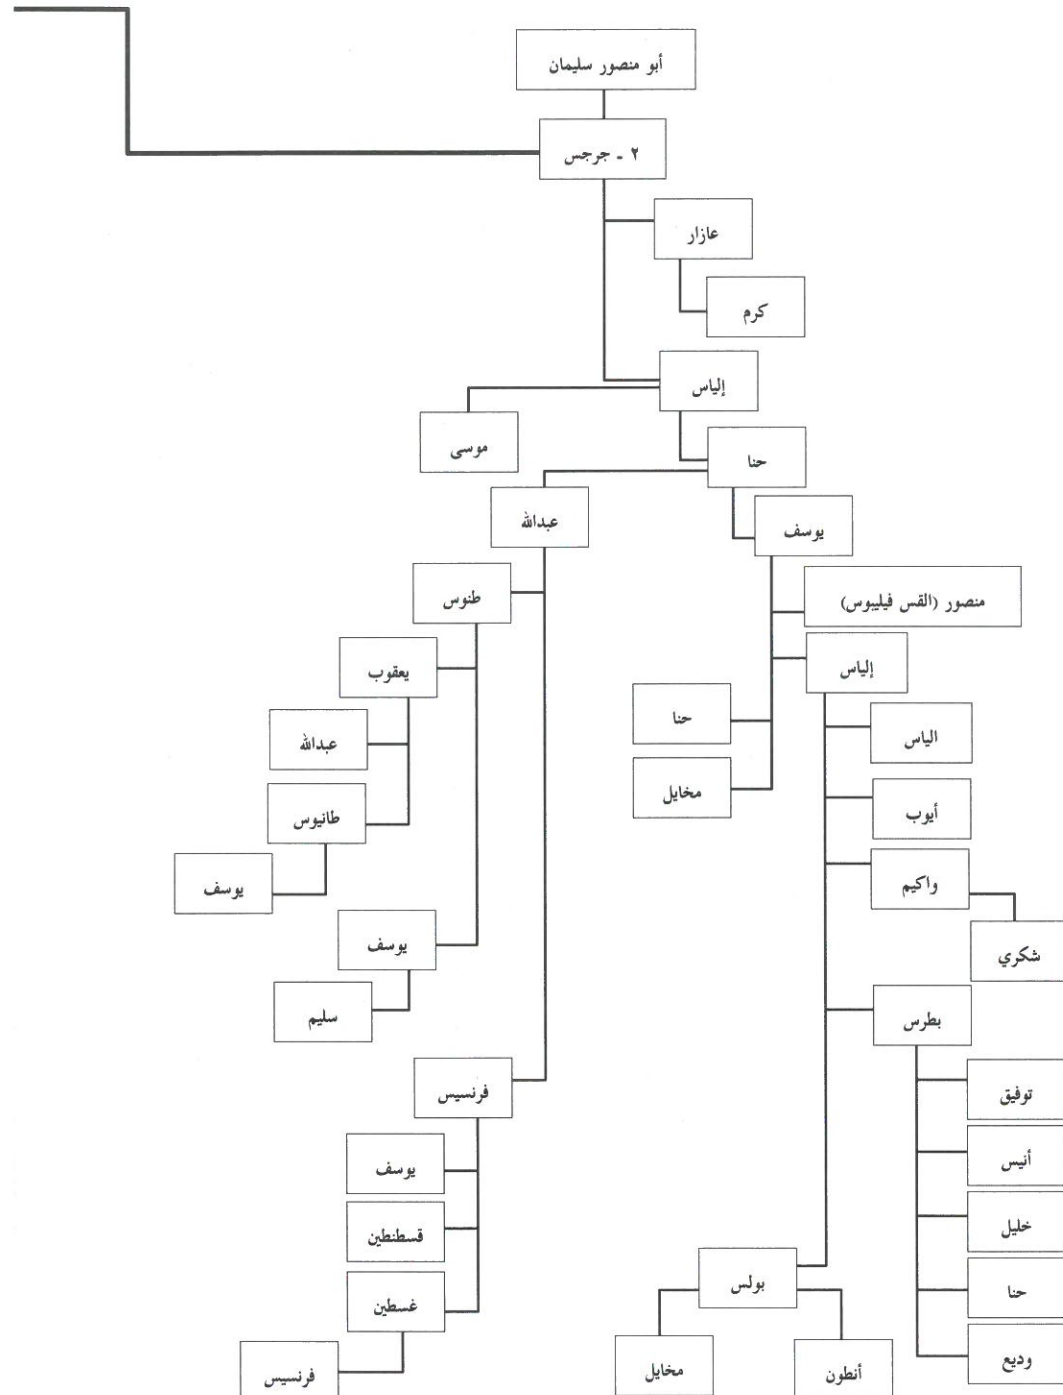 أبو منصور سليمان
٢ ـ جرجس
عازار
كرم
إلياس
موسى
حنا
عبدالله
يوسف
طنوس
منصور (القس فيليبوس)
إلياس
يعقوب
حنا
الياس
عبدالله
مخايل
أيوب
طانيوس
واكيم
يوسف
شكري
يوسف
سليم
بطرس
فرنسيس
توفيق
يوسف
أنيس
قسطنطين
خليل
بولس
حنا
غسطين
وديع
أنطون
مخايل
فرنسيس